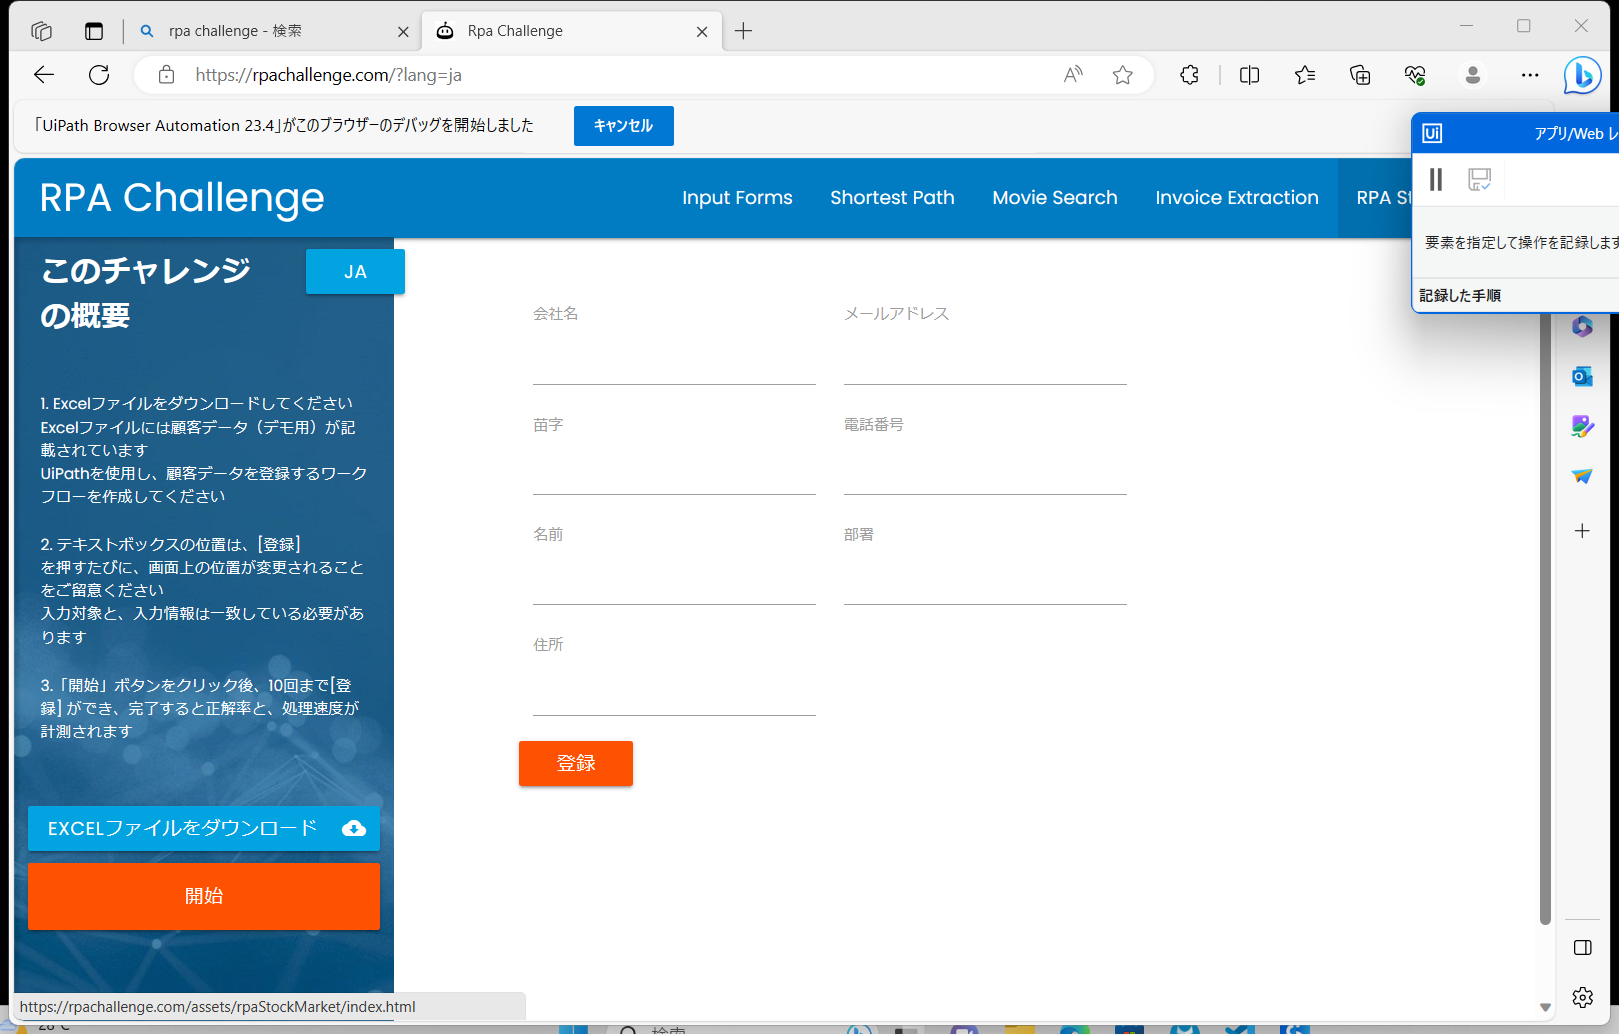 rpa challenge - 検索
Rpa Challenge
https://rpachallenge.com/?lang=ja
「UiPath Browser Automation 23.4」がこのブラウザーのデバッグを開始しました
キャンセル
Ui
アプリ/Web レ
要素を指定して操作を記録します
記録した手順
RPA Challenge
Input Forms
Shortest Path
Movie Search
Invoice Extraction
RPA St
このチャレンジ
の概要
JA
1. Excelファイルをダウンロードしてください
Excelファイルには顧客データ（デモ用）が記
載されています
UiPathを使用し、顧客データを登録するワーク
フローを作成してください
2. テキストボックスの位置は、[登録]
を押すたびに、画面上の位置が変更されること
をご留意ください
入力対象と、入力情報は一致している必要があ
ります
3.「開始」ボタンをクリック後、10回まで[登
録] ができ、完了すると正解率と、処理速度が
計測されます
EXCELファイルをダウンロード
開始
会社名
メールアドレス
苗字
電話番号
名前
部署
住所
登録
https://rpachallenge.com/assets/rpaStockMarket/index.html